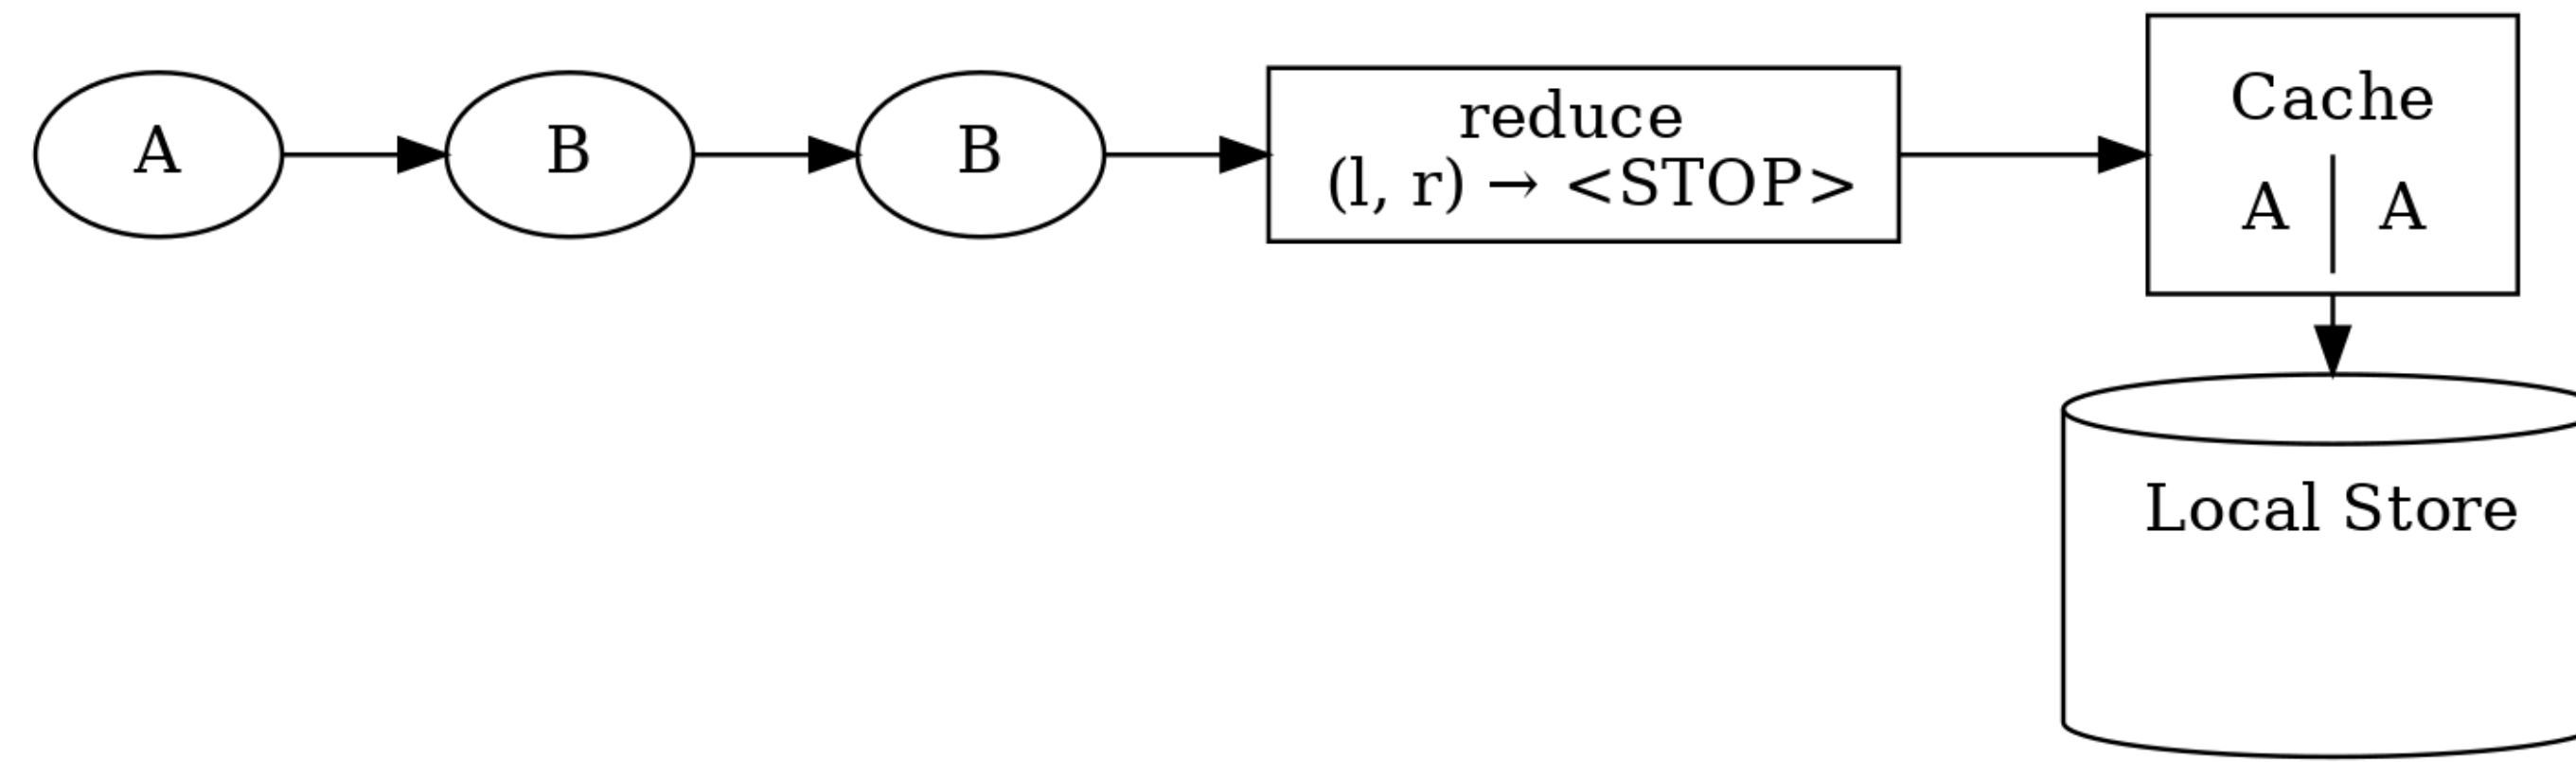 A
B
B
reduce
(l, r) → <STOP>
Cache
A | A
Local Store